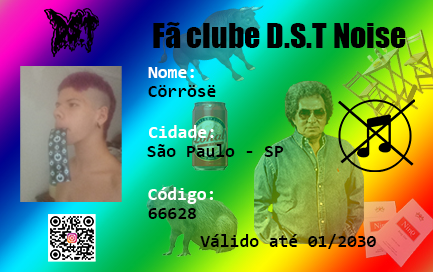 Fã clube D.S.T Noise
Nome:
Cörrösë
Cidade:
São Paulo - SP
Código:
66628
Válido até 01/2030